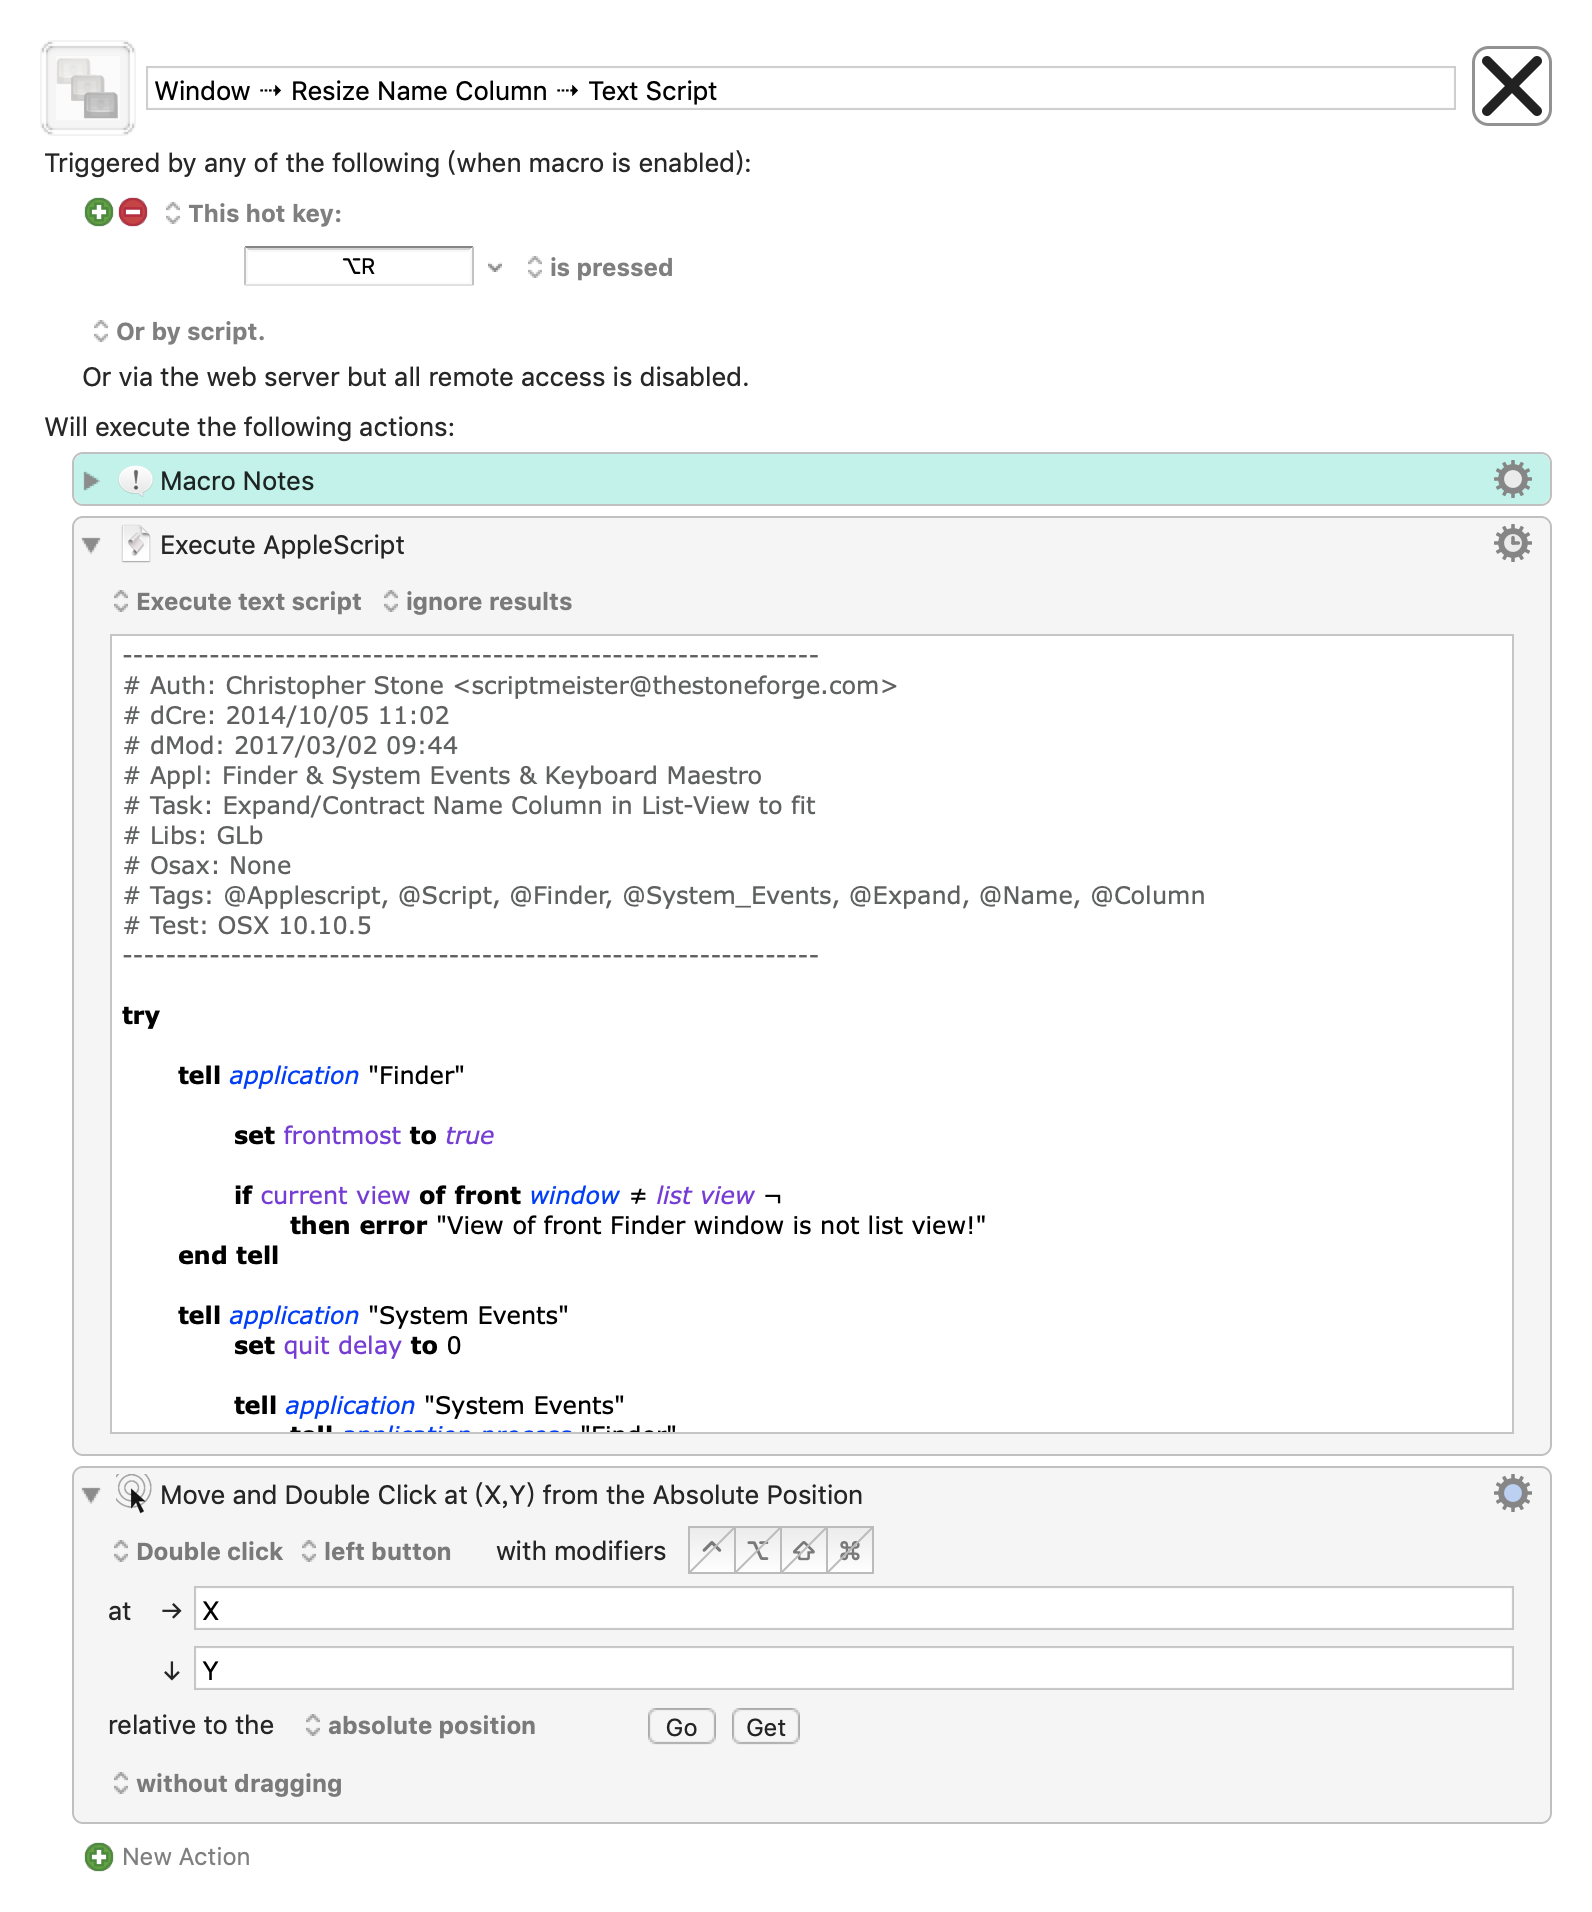 Window ⇢ Resize Name Column ⇢ Text Script
Triggered by any of the following (when macro is enabled):
This hot key:
⌥R is pressed
Or by script.
Or via the web server but all remote access is disabled.
Will execute the following actions:
Macro Notes
Execute AppleScript
Execute text script ignore results
----------------------------------------------------------------
# Auth: Christopher Stone <scriptmeister@thestoneforge.com>
# dCre: 2014/10/05 11:02
# dMod: 2017/03/02 09:44
# Appl: Finder & System Events & Keyboard Maestro
# Task: Expand/Contract Name Column in List-View to fit
# Libs: GLb
# Osax: None
# Tags: @Applescript, @Script, @Finder, @System_Events, @Expand, @Name, @Column
# Test: OSX 10.10.5
----------------------------------------------------------------
try
tell application "Finder"
set frontmost to true
if current view of front window ≠ list view ¬
then error "View of front Finder window is not list view!"
end tell
tell application "System Events"
set quit delay to 0
tell application "System Events"
tell application process "Finder"
Move and Double Click at (X,Y) from the Absolute Position
Double click left button with modifiers ⌃ ⌥ ⇧ ⌘
at → X
↓ Y
relative to the absolute position Go Get
without dragging
New Action